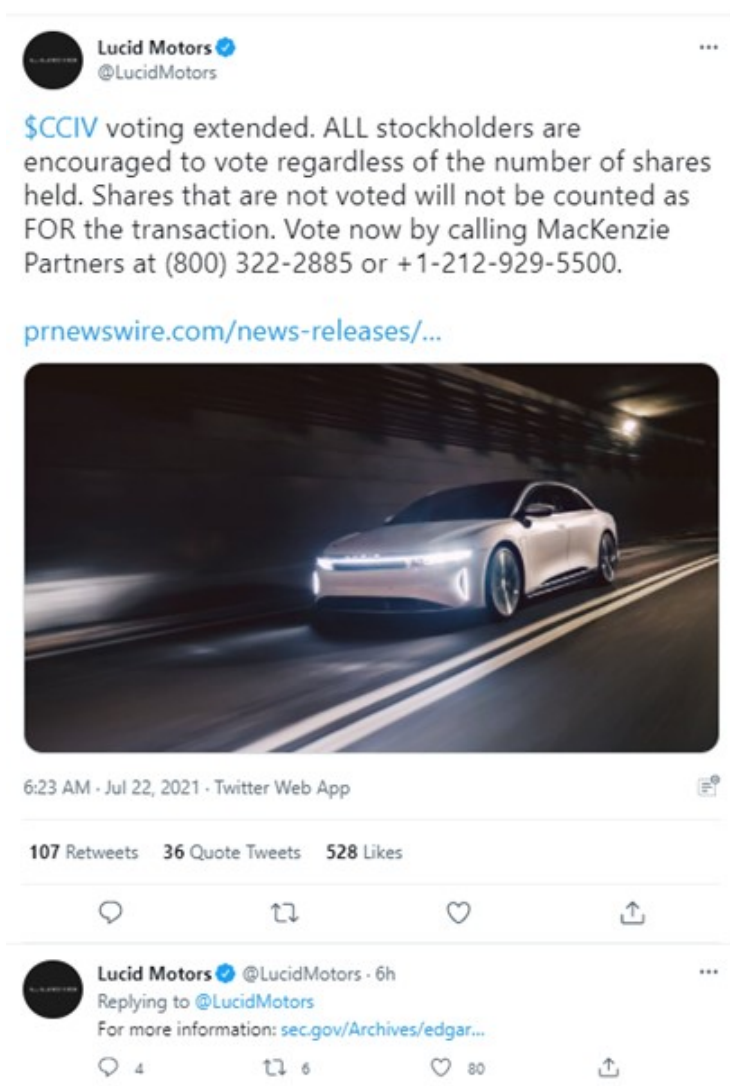 Lucid Motors
@LucidMotors
$CCIV voting extended. ALL stockholders are
encouraged to vote regardless of the number of shares
held. Shares that are not voted will not be counted as
FOR the transaction. Vote now by calling MacKenzie
Partners at (800) 322-2885 or +1-212-929-5500.
prnewswire.com/news-releases/...
6:23 AM · Jul 22, 2021 · Twitter Web App
107 Retweets 36 Quote Tweets 528 Likes
Lucid Motors @LucidMotors · 6h
Replying to @LucidMotors
For more information: sec.gov/Archives/edgar...
4 6 80